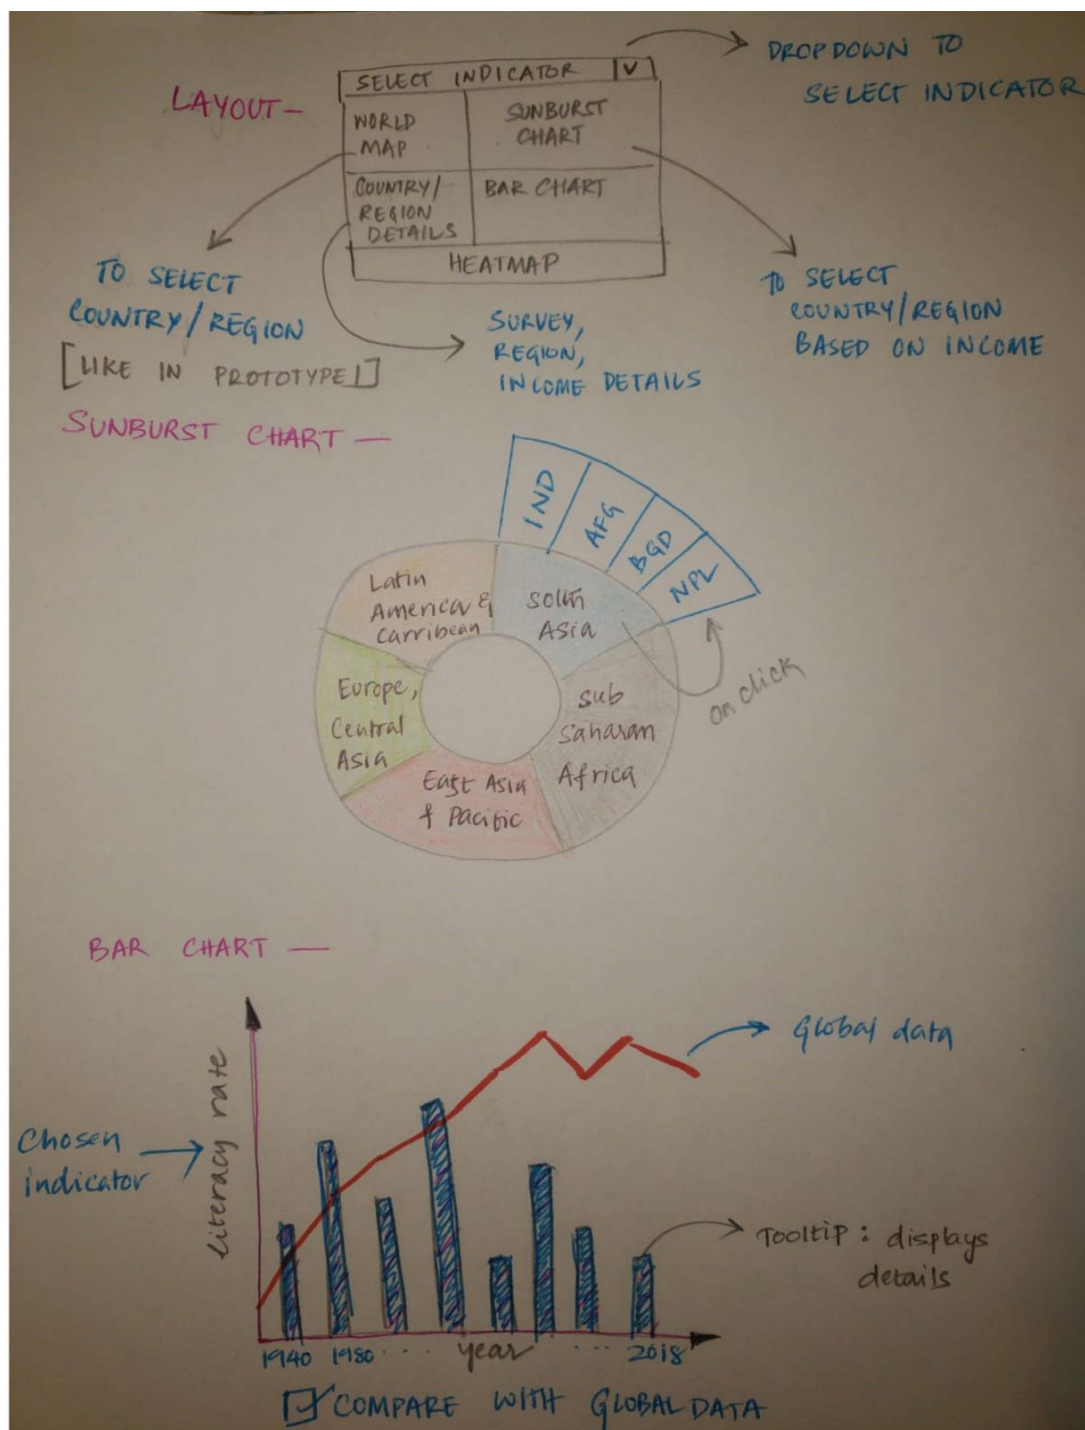 LAYOUT—
SELECT INDICATOR
DROPDOWN TO
SELECT INDICATOR
WORLD
MAP
SUNBURST
CHART
COUNTRY/
REGION
DETAILS
BAR CHART
HEATMAP
TO SELECT
COUNTRY/REGION
[LIKE IN PROTOTYPE 1]
SURVEY,
REGION,
INCOME DETAILS
TO SELECT
COUNTRY/REGION
BASED ON INCOME
SUNBURST CHART —
IND
AFG
BGD
NPL
Latin
America &
Carribean
South
Asia
Europe,
Central
Asia
Sub
Saharan
Africa
East Asia
& Pacific
on click
BAR CHART —
Global data
Chosen
indicator
literacy rate
Tooltip : displays
details
1940 1980 . . . . year . . . 2018
COMPARE WITH GLOBAL DATA